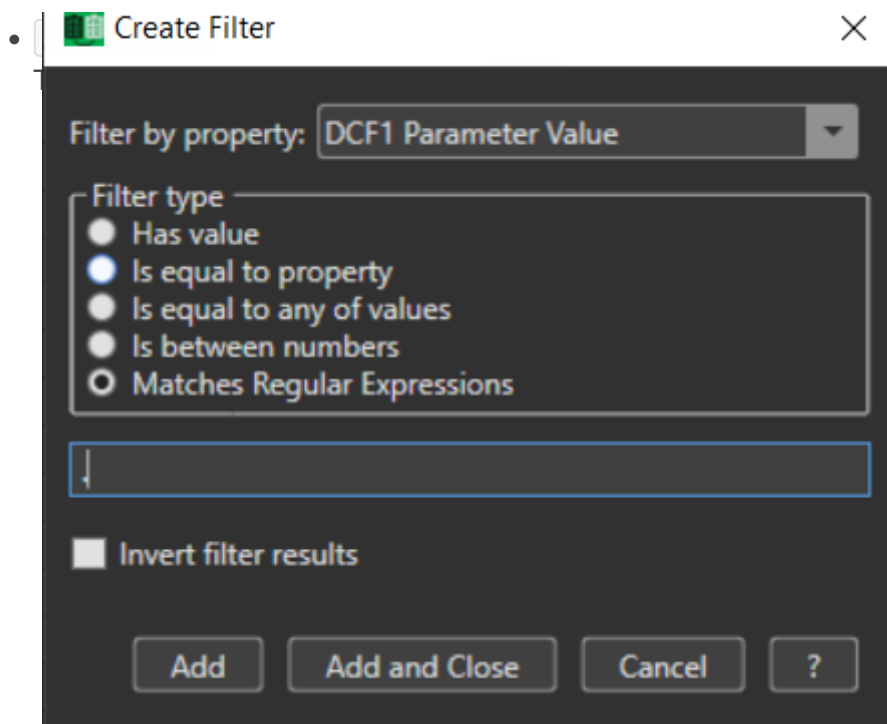 Create Filter
Filter by property: DCF1 Parameter Value
Filter type
Has value
Is equal to property
Is equal to any of values
Is between numbers
Matches Regular Expressions
.
Invert filter results
Add Add and Close Cancel ?